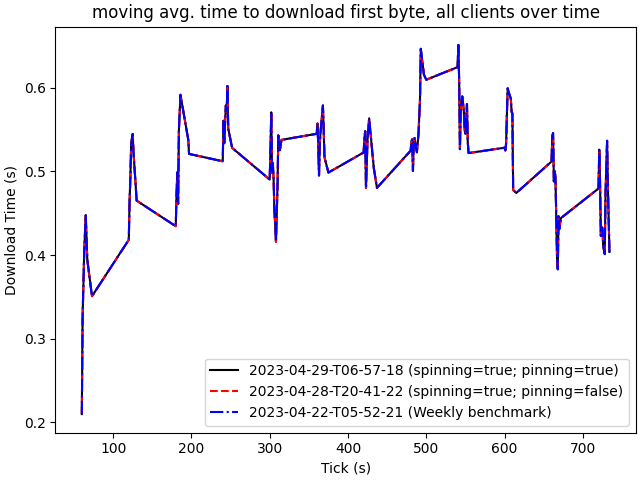 moving avg. time to download first byte, all clients over time
Download Time (s)
0.6
0.5
0.4
0.3
0.2
2023-04-29-T06-57-18 (spinning=true; pinning=true)
2023-04-28-T20-41-22 (spinning=true; pinning=false)
2023-04-22-T05-52-21 (Weekly benchmark)
100 200 300 400 500 600 700
Tick (s)